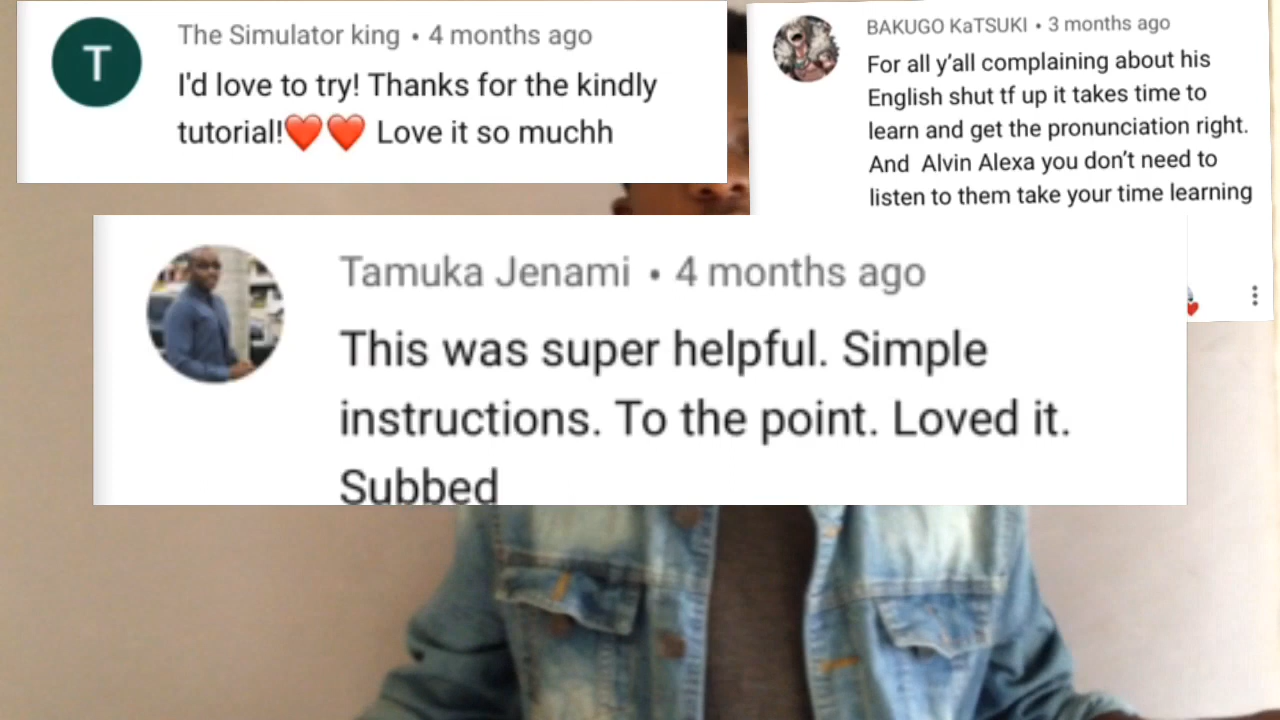 The Simulator king • 4 months ago
I'd love to try! Thanks for the kindly
tutorial!❤️❤️ Love it so muchh
T
BAKUGO KaTSUKI • 3 months ago
For all y'all complaining about his
English shut tf up it takes time to
learn and get the pronunciation right.
And Alvin Alexa you don't need to
listen to them take your time learning
Tamuka Jenami • 4 months ago
This was super helpful. Simple
instructions. To the point. Loved it.
Subbed